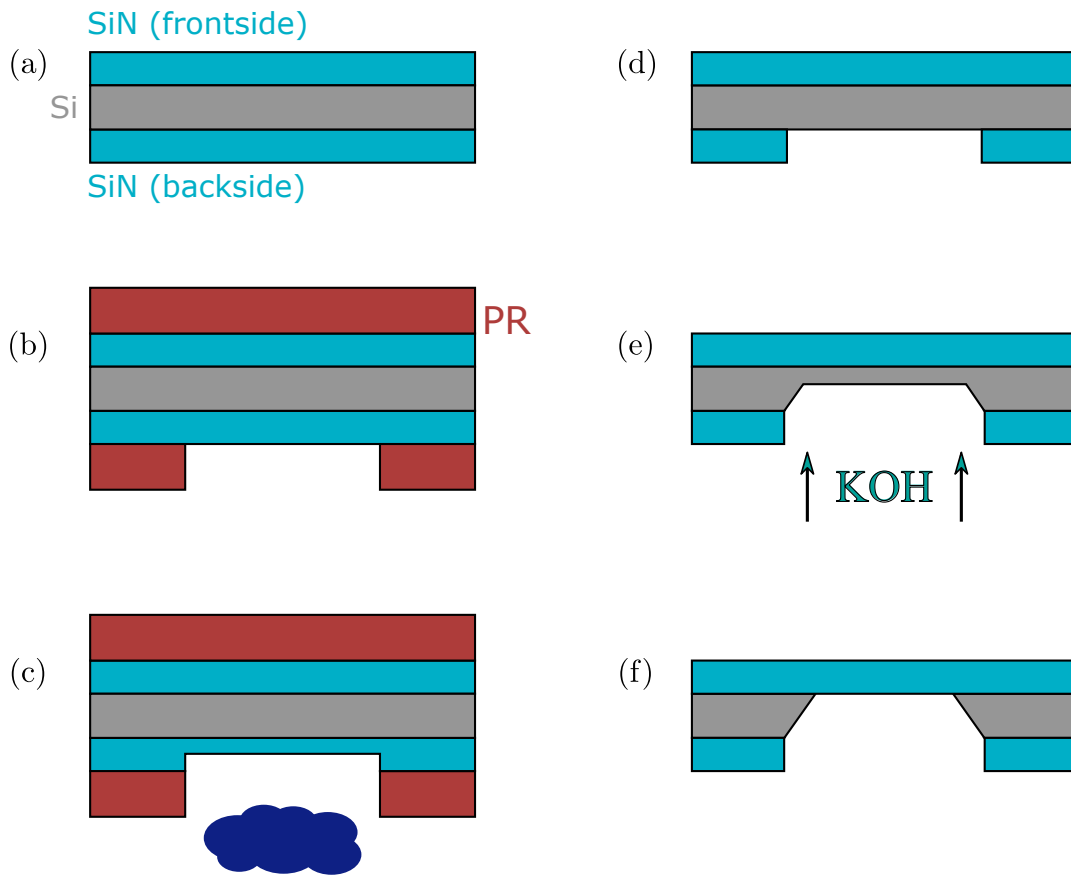 SiN (frontside)
(a)
Si
SiN (backside)
(b)
PR
(c)
(d)
(e)
KOH
(f)